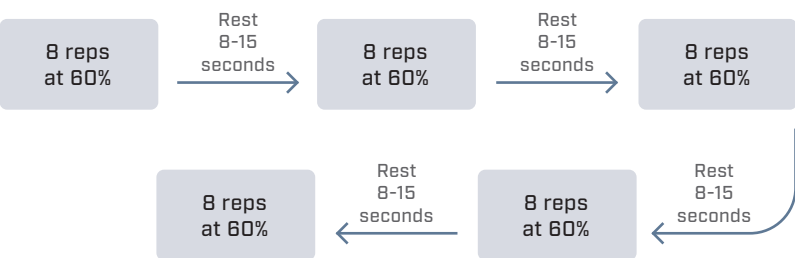 8 reps
at 60%
Rest
8-15
seconds
8 reps
at 60%
Rest
8-15
seconds
8 reps
at 60%
Rest
8-15
seconds
8 reps
at 60%
Rest
8-15
seconds
8 reps
at 60%